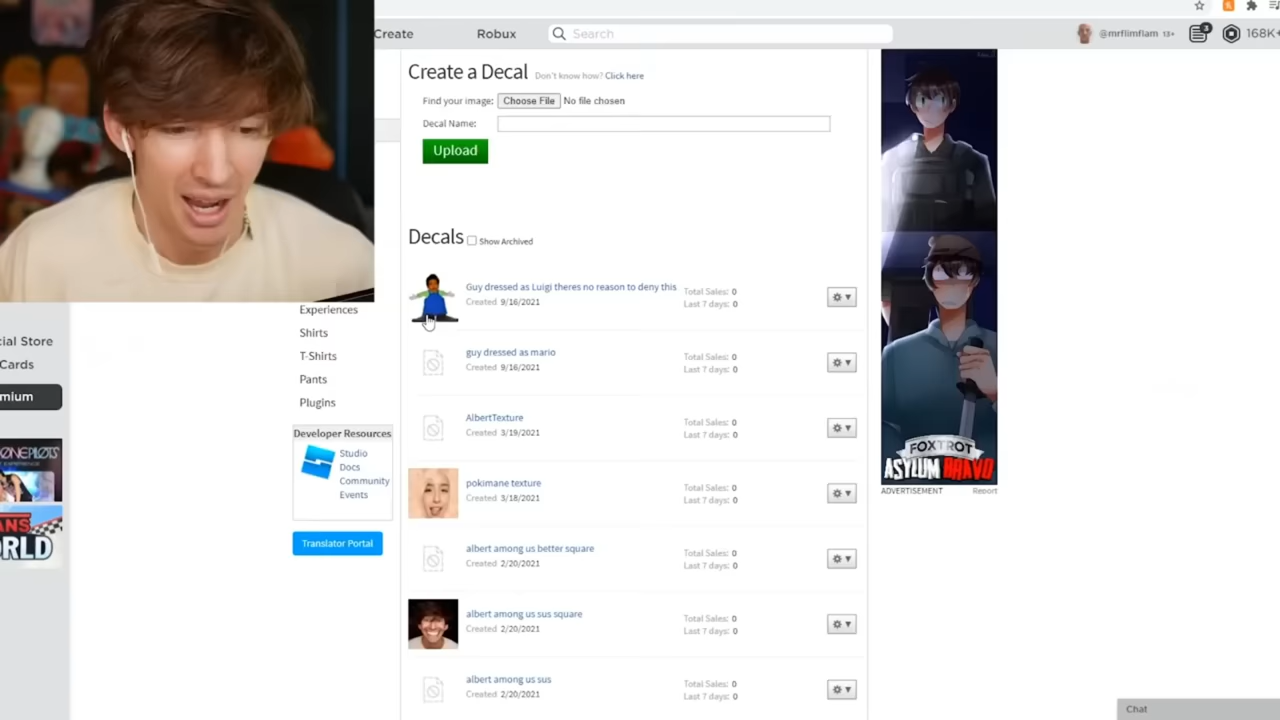 Create
Robux
Search
@mrflimflam 13+
3
168K+
Create a Decal Don't know how? Click here
Find your image: Choose File No file chosen
Decal Name:
Upload
Decals Show Archived
Guy dressed as Luigi theres no reason to deny this
Created 9/16/2021
Total Sales: 0
Last 7 days: 0
guy dressed as mario
Created 9/16/2021
Total Sales: 0
Last 7 days: 0
AlbertTexture
Created 3/19/2021
Total Sales: 0
Last 7 days: 0
pokimane texture
Created 3/18/2021
Total Sales: 0
Last 7 days: 0
albert among us better square
Created 2/20/2021
Total Sales: 0
Last 7 days: 0
albert among us sus square
Created 2/20/2021
Total Sales: 0
Last 7 days: 0
albert among us sus
Created 2/20/2021
Total Sales: 0
Last 7 days: 0
Experiences
Shirts
T-Shirts
Pants
Plugins
Developer Resources
Studio
Docs
Community
Events
Translator Portal
cial Store
Cards
mium
ONEPILOTS
EXPERIENCE
ANS
ORLD
FOXTROT
ASYLUM BRAVO
ADVERTISEMENT Report
Chat